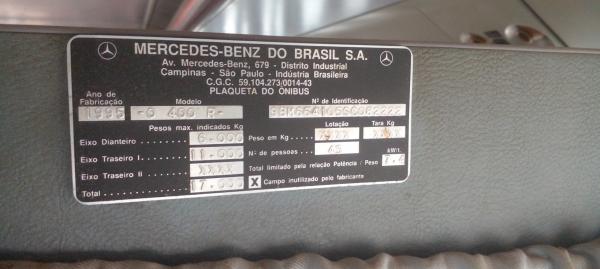 MERCEDES-BENZ DO BRASIL S.A.
Av. Mercedes-Benz, 679 - Distrito Industrial
Campinas - São Paulo - Indústria Brasileira
C.G.C. 59.104.273/0014-43
PLAQUETA DO ÔNIBUS
Ano de Fabricação Modelo Nº de Identificação
1995 -O 400 R-
Pesos max. indicados Kg Lotação Tara Kg
Eixo Dianteiro 6.000 Peso em Kg
Eixo Traseiro I 11.000 Nº de pessoas 45 kW/t.
Eixo Traseiro II XXXX Total limitado pela relação Potência / Peso 7.4
Total 17.000 X Campo inutilizado pelo fabricante